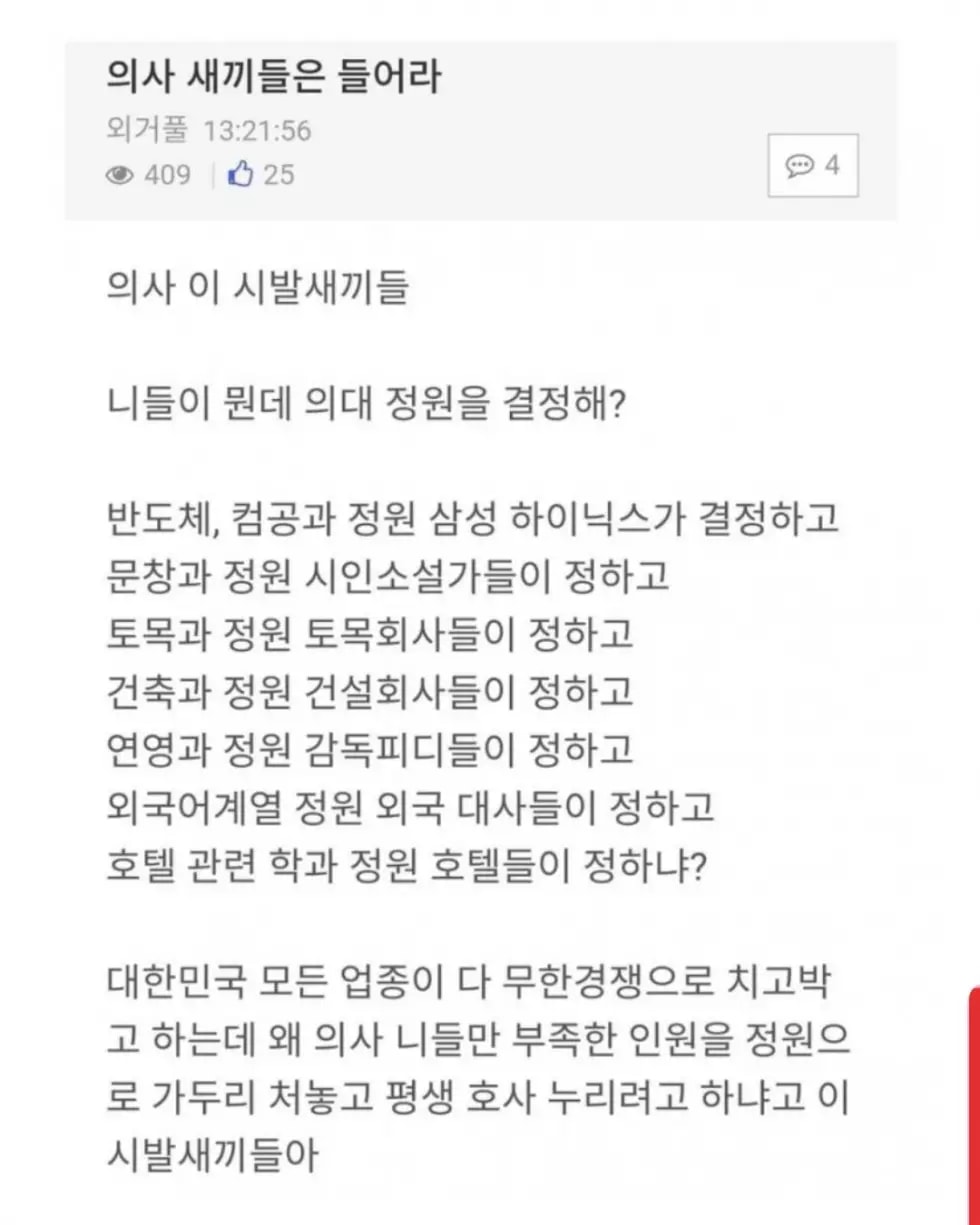 의사 새끼들은 들어라
외거풀 13:21:56
409 25
4
의사 이 시발새끼들
니들이 뭔데 의대 정원을 결정해?
반도체, 컴공과 정원 삼성 하이닉스가 결정하고
문창과 정원 시인소설가들이 정하고
토목과 정원 토목회사들이 정하고
건축과 정원 건설회사들이 정하고
연영과 정원 감독피디들이 정하고
외국어계열 정원 외국 대사들이 정하고
호텔 관련 학과 정원 호텔들이 정하냐?
대한민국 모든 업종이 다 무한경쟁으로 치고박
고 하는데 왜 의사 니들만 부족한 인원을 정원으
로 가두리 처놓고 평생 호사 누리려고 하냐고 이
시발새끼들아